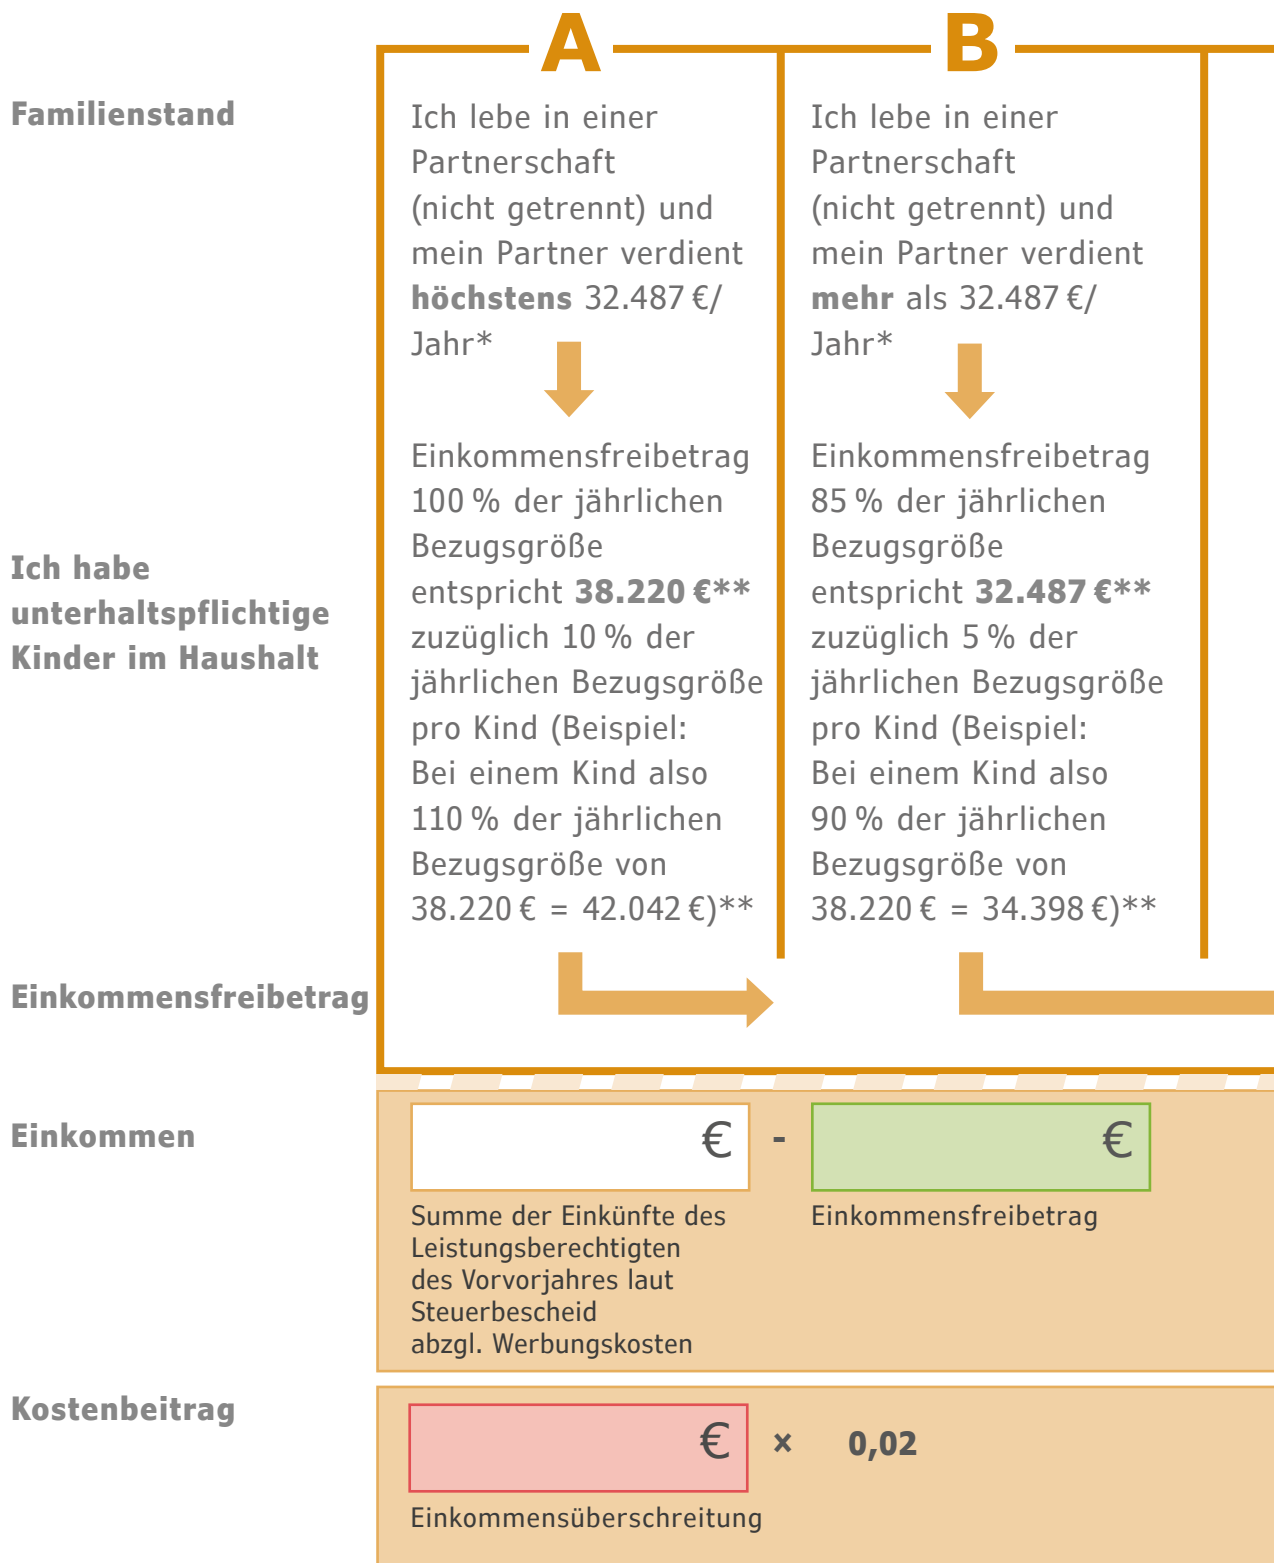 A
B
Familienstand
Ich lebe in einer
Partnerschaft
(nicht getrennt) und
mein Partner verdient
höchstens 32.487 €/
Jahr*
Ich lebe in einer
Partnerschaft
(nicht getrennt) und
mein Partner verdient
mehr als 32.487 €/
Jahr*
Ich habe
unterhaltspflichtige
Kinder im Haushalt
Einkommensfreibetrag
100 % der jährlichen
Bezugsgröße
entspricht 38.220 €**
zuzüglich 10 % der
jährlichen Bezugsgröße
pro Kind (Beispiel:
Bei einem Kind also
110 % der jährlichen
Bezugsgröße von
38.220 € = 42.042 €)**
Einkommensfreibetrag
85 % der jährlichen
Bezugsgröße
entspricht 32.487 €**
zuzüglich 5 % der
jährlichen Bezugsgröße
pro Kind (Beispiel:
Bei einem Kind also
90 % der jährlichen
Bezugsgröße von
38.220 € = 34.398 €)**
Einkommensfreibetrag
Einkommen
€ - €
Summe der Einkünfte des
Leistungsberechtigten
des Vorvorjahres laut
Steuerbescheid
abzgl. Werbungskosten
Einkommensfreibetrag
Kostenbeitrag
€ × 0,02
Einkommensüberschreitung